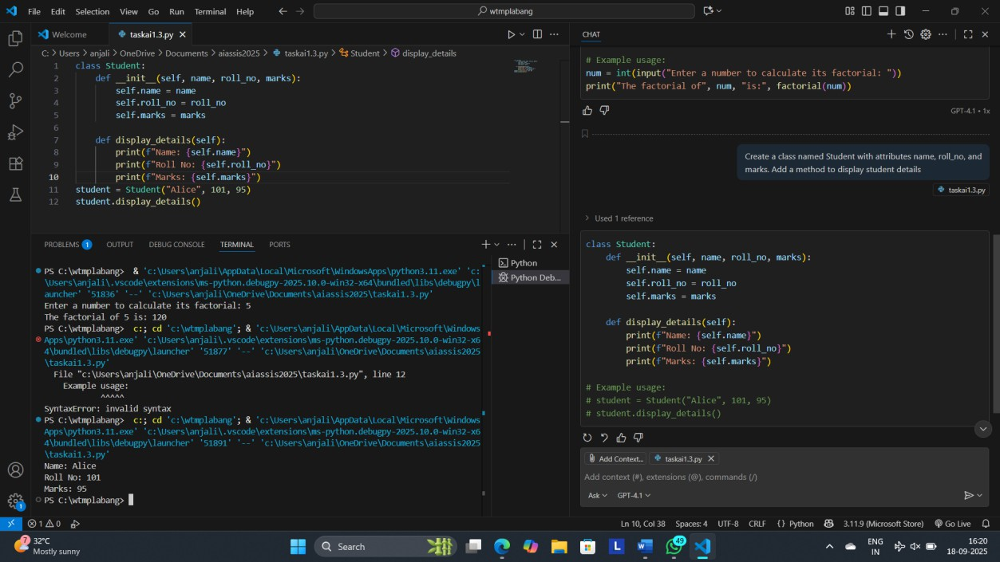 File Edit Selection View Go Run Terminal Help
wtmplabang
Welcome
taskai1.3.py
C: > Users > anjali > OneDrive > Documents > aiassis2025 > taskai1.3.py > Student > display_details
1 class Student:
2     def __init__(self, name, roll_no, marks):
3         self.name = name
4         self.roll_no = roll_no
5         self.marks = marks
6
7     def display_details(self):
8         print(f"Name: {self.name}")
9         print(f"Roll No: {self.roll_no}")
10         print(f"Marks: {self.marks}")
11 student = Student("Alice", 101, 95)
12 student.display_details()
PROBLEMS 1 OUTPUT DEBUG CONSOLE TERMINAL PORTS
PS C:\wtmplabang>  & 'c:\Users\anjali\AppData\Local\Microsoft\WindowsApps\python3.11.exe' 'c:
\Users\anjali\.vscode\extensions\ms-python.debugpy-2025.10.0-win32-x64\bundled\libs\debugpy\l
auncher' '51836' '--' 'c:\Users\anjali\OneDrive\Documents\aiassis2025\taskai1.3.py'
Enter a number to calculate its factorial: 5
The factorial of 5 is: 120
PS C:\wtmplabang>  c:; cd 'c:\wtmplabang'; & 'c:\Users\anjali\AppData\Local\Microsoft\Windows
Apps\python3.11.exe' 'c:\Users\anjali\.vscode\extensions\ms-python.debugpy-2025.10.0-win32-x6
4\bundled\libs\debugpy\launcher' '51877' '--' 'c:\Users\anjali\OneDrive\Documents\aiassis2025
\taskai1.3.py'
  File "c:\Users\anjali\OneDrive\Documents\aiassis2025\taskai1.3.py", line 12
    Example usage:
            ^^^^^
SyntaxError: invalid syntax
PS C:\wtmplabang>  c:; cd 'c:\wtmplabang'; & 'c:\Users\anjali\AppData\Local\Microsoft\Windows
Apps\python3.11.exe' 'c:\Users\anjali\.vscode\extensions\ms-python.debugpy-2025.10.0-win32-x6
4\bundled\libs\debugpy\launcher' '51891' '--' 'c:\Users\anjali\OneDrive\Documents\aiassis2025
\taskai1.3.py'
Name: Alice
Roll No: 101
Marks: 95
PS C:\wtmplabang>
Python
Python Deb...
CHAT
# Example usage:
num = int(input("Enter a number to calculate its factorial: "))
print("The factorial of", num, "is:", factorial(num))
GPT-4.1 • 1x
Create a class named Student with attributes name, roll_no, and
marks. Add a method to display student details
taskai1.3.py
Used 1 reference
class Student:
    def __init__(self, name, roll_no, marks):
        self.name = name
        self.roll_no = roll_no
        self.marks = marks
    def display_details(self):
        print(f"Name: {self.name}")
        print(f"Roll No: {self.roll_no}")
        print(f"Marks: {self.marks}")
# Example usage:
# student = Student("Alice", 101, 95)
# student.display_details()
Add Context... taskai1.3.py
Add context (#), extensions (@), commands (/)
Ask GPT-4.1
1
1 0
Ln 10, Col 38 Spaces: 4 UTF-8 CRLF {} Python 3.11.9 (Microsoft Store) Go Live
7
32°C
Mostly sunny
Search
L
W
49
ENG
IN
16:20
18-09-2025